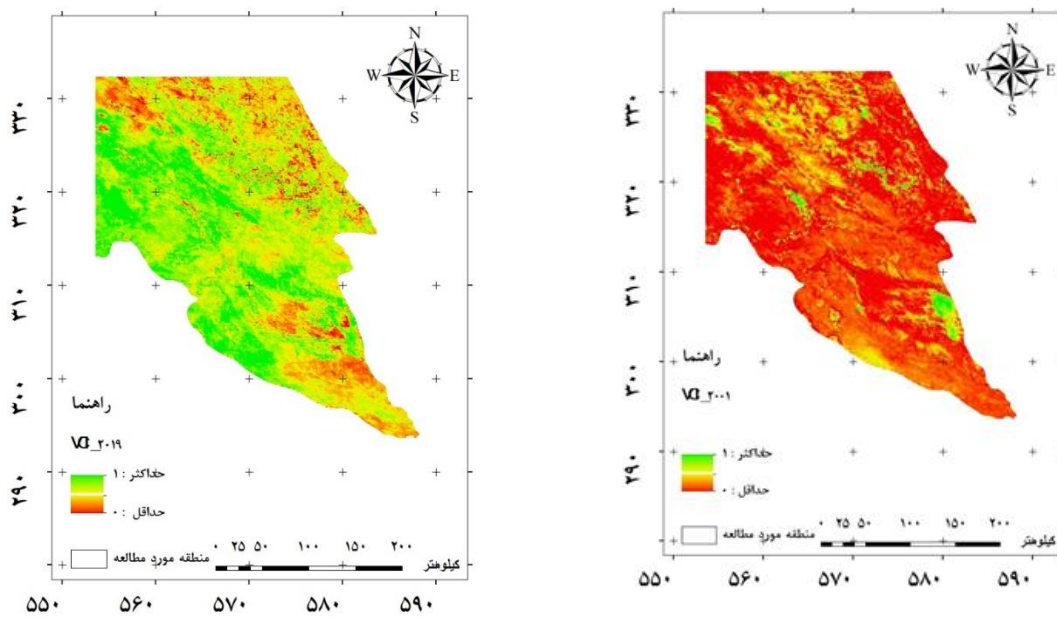 N
W E
S
۳۳۰
۳۲۰
۳۱۰
۳۰۰
۲۹۰
راهنما
VCI_۲۰۱۹
حداکثر : ۱
حداقل : ۰
منطقه مورد مطالعه
۰ ۲۵ ۵۰ ۱۰۰ ۱۵۰ ۲۰۰
کیلومتر
۵۵۰ ۵۶۰ ۵۷۰ ۵۸۰ ۵۹۰
N
W E
S
۳۳۰
۳۲۰
۳۱۰
۳۰۰
۲۹۰
راهنما
VCI_۲۰۰۱
حداکثر : ۱
حداقل : ۰
منطقه مورد مطالعه
۰ ۲۵ ۵۰ ۱۰۰ ۱۵۰ ۲۰۰
کیلومتر
۵۵۰ ۵۶۰ ۵۷۰ ۵۸۰ ۵۹۰